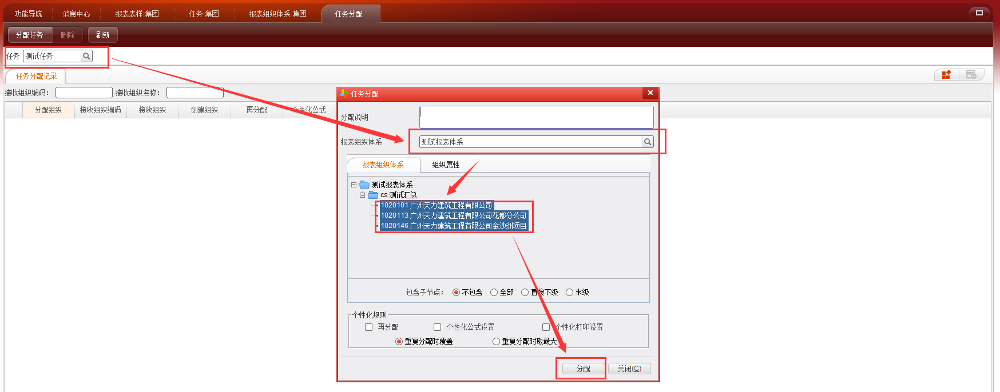 功能导航 消息中心 报表表样-集团 任务-集团 报表组织体系-集团 任务分配
分配任务 删除 刷新
任务 测试任务
任务分配记录
接收组织编码： 接收组织名称：
分配组织 接收组织编码 接收组织 创建组织 再分配 个性化公式
任务分配
分配说明
报表组织体系 测试报表体系
报表组织体系 组织属性
测试报表体系
cs 测试汇总
1020101 广州天力建筑工程有限公司
1020113 广州天力建筑工程有限公司花都分公司
1020146 广州天力建筑工程有限公司金沙洲项目
包含子节点： 不包含 全部 直接下级 末级
个性化规则
再分配 个性化公式设置 个性化打印设置
重复分配时覆盖 重复分配时取最大
分配 关闭(C)